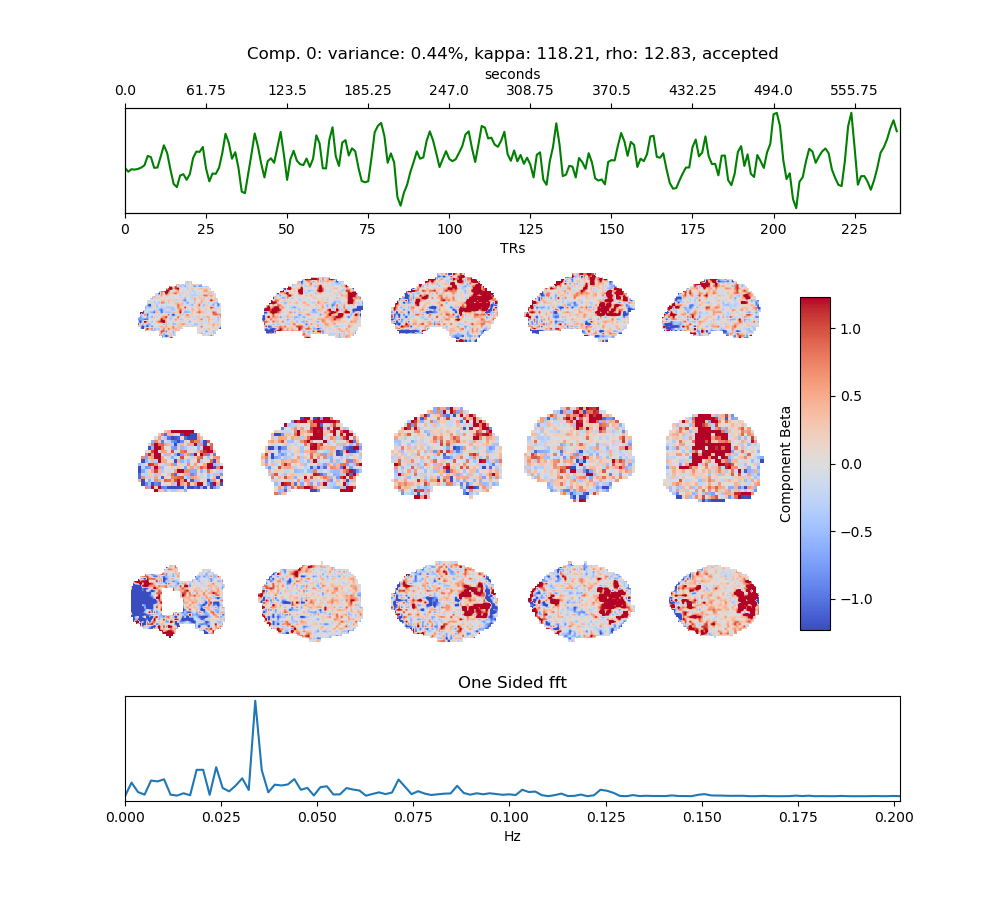 Comp. 0: variance: 0.44%, kappa: 118.21, rho: 12.83, accepted
seconds
0.0 61.75 123.5 185.25 247.0 308.75 370.5 432.25 494.0 555.75
0 25 50 75 100 125 150 175 200 225
TRs
1.0
0.5
0.0
−0.5
−1.0
Component Beta
One Sided fft
0.000 0.025 0.050 0.075 0.100 0.125 0.150 0.175 0.200
Hz